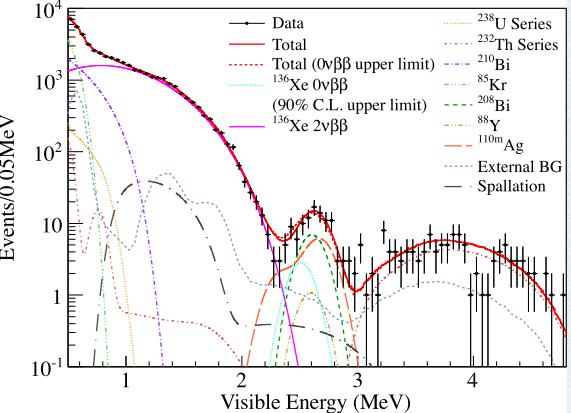 10⁴
10³
10²
10
1
10⁻¹
Events/0.05MeV
Data
Total
Total (0νββ upper limit)
¹³⁶Xe 0νββ
(90% C.L. upper limit)
¹³⁶Xe 2νββ
²³⁸U Series
²³²Th Series
²¹⁰Bi
⁸⁵Kr
²⁰⁸Bi
⁸⁸Y
¹¹⁰ᵐAg
External BG
Spallation
1 2 3 4
Visible Energy (MeV)